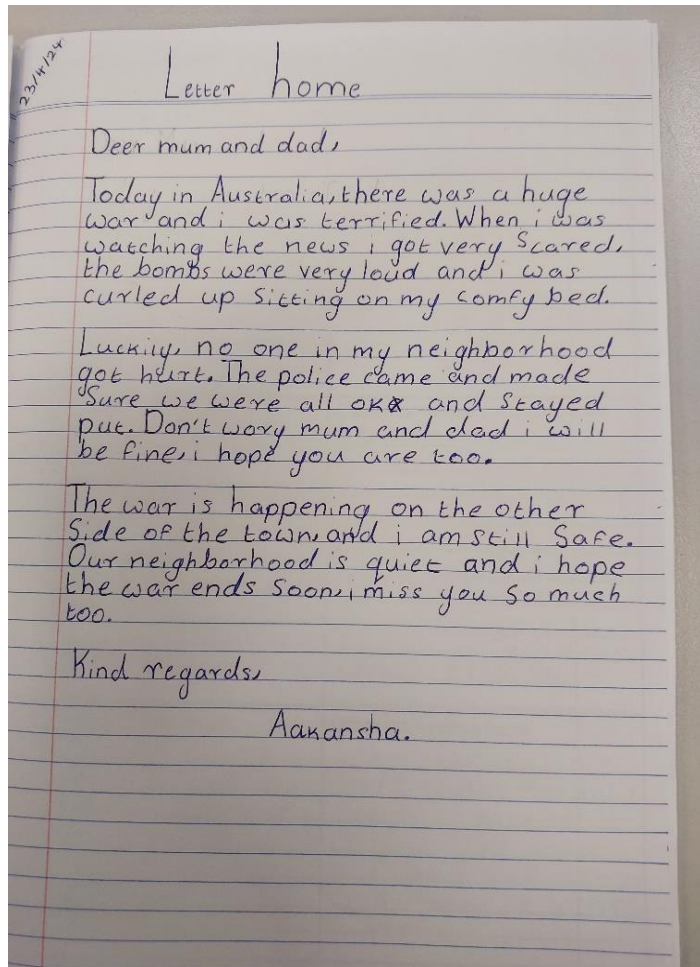 23/4/24
Letter home
Deer mum and dad,
Today in Australia, there was a huge
war and i was terrified. When i was
watching the news i got very Scared,
the bombs were very loud and i was
curled up Sitting on my comfy bed.
Luckily, no one in my neighborhood
got hurt. The police came and made
Sure we were all ok and Stayed
put. Don't wory mum and dad i will
be fine, i hope you are too.
The war is happening on the other
Side of the town, and i am still Safe.
Our neighborhood is quiet and i hope
the war ends Soon, i miss you So much
too.
Kind regards,
Aakansha.